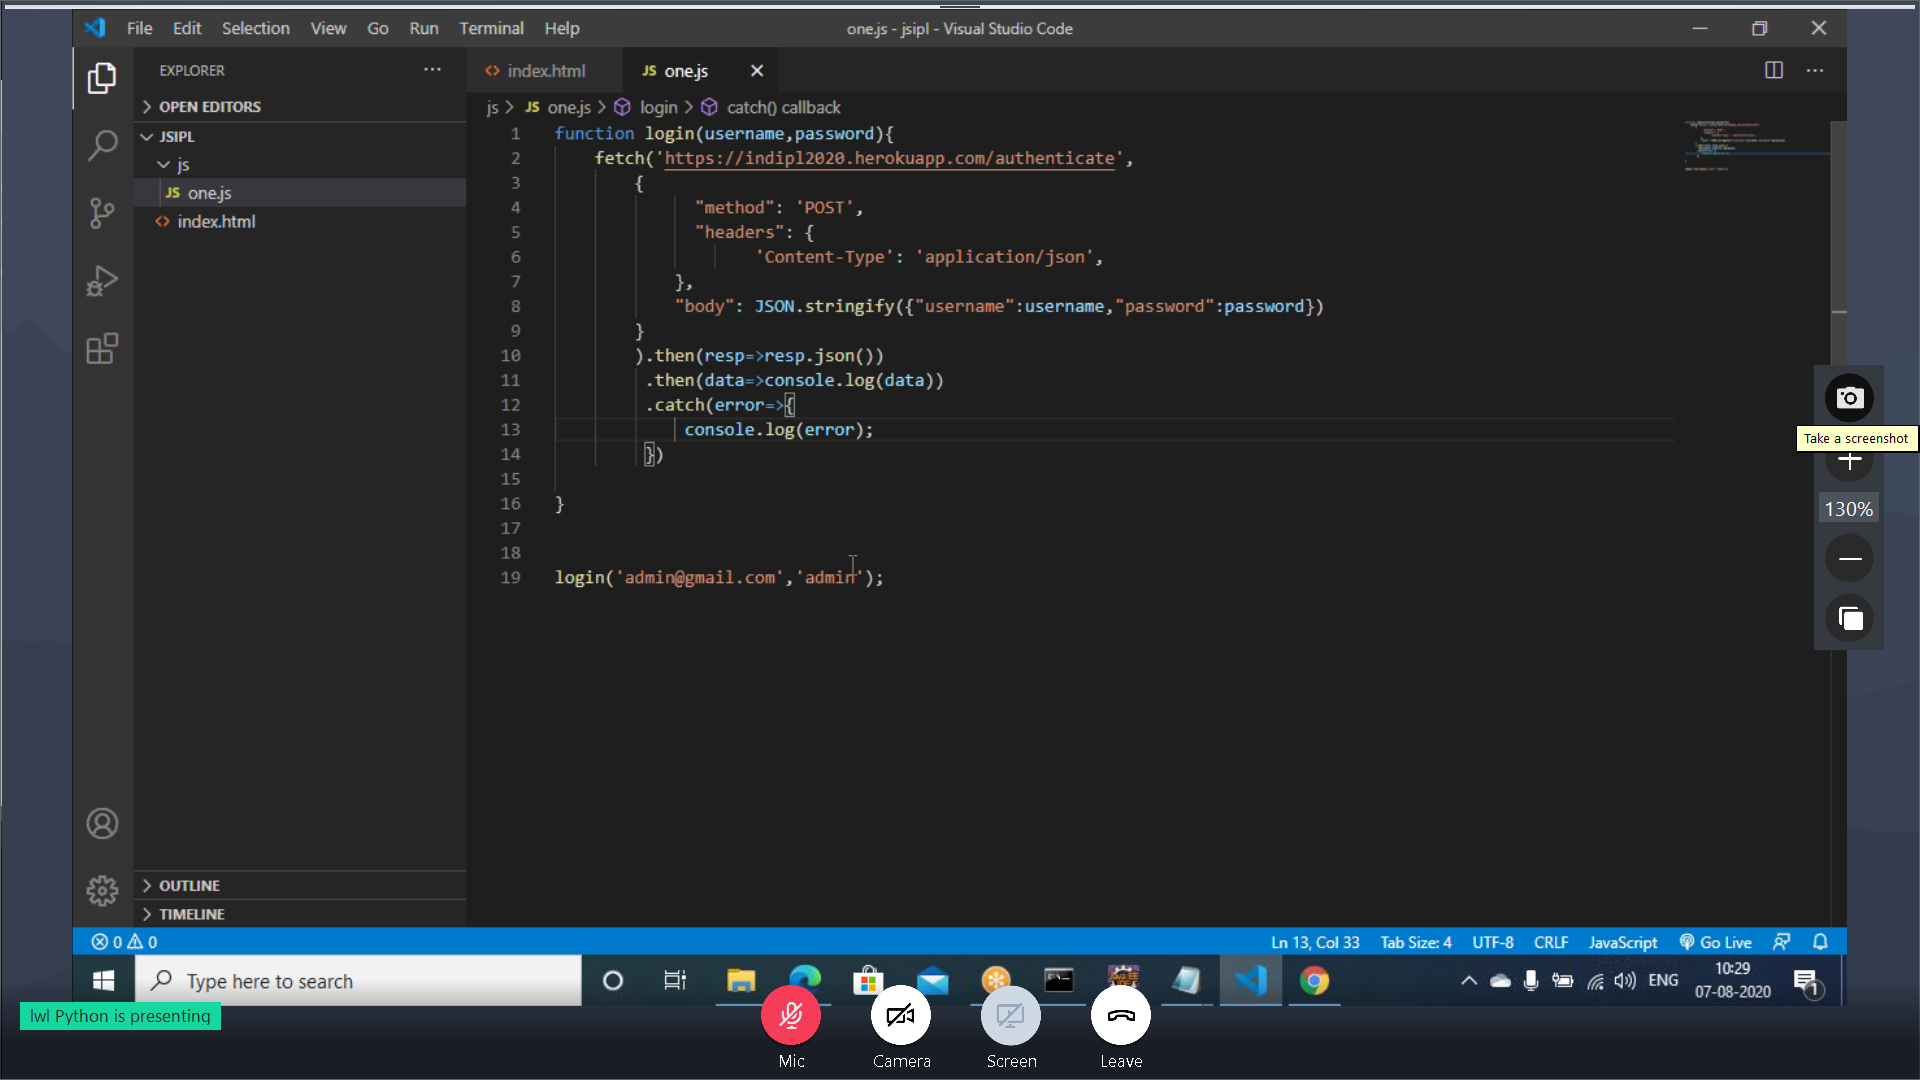 File Edit Selection View Go Run Terminal Help
one.js - jsipl - Visual Studio Code
EXPLORER
OPEN EDITORS
JSIPL
js
JS one.js
index.html
index.html
JS one.js
js > JS one.js > login > catch() callback
1 function login(username,password){
2 fetch('https://indipl2020.herokuapp.com/authenticate',
3 {
4 "method": 'POST',
5 "headers": {
6 'Content-Type': 'application/json',
7 },
8 "body": JSON.stringify({"username":username,"password":password})
9 }
10 ).then(resp=>resp.json())
11 .then(data=>console.log(data))
12 .catch(error=>{
13 console.log(error);
14 })
15
16 }
17
18
19 login('admin@gmail.com','admin');
Take a screenshot
130%
OUTLINE
TIMELINE
0 0
Ln 13, Col 33 Tab Size: 4 UTF-8 CRLF JavaScript Go Live
Type here to search
ENG
10:29
07-08-2020
1
lwl Python is presenting
Mic Camera Screen Leave